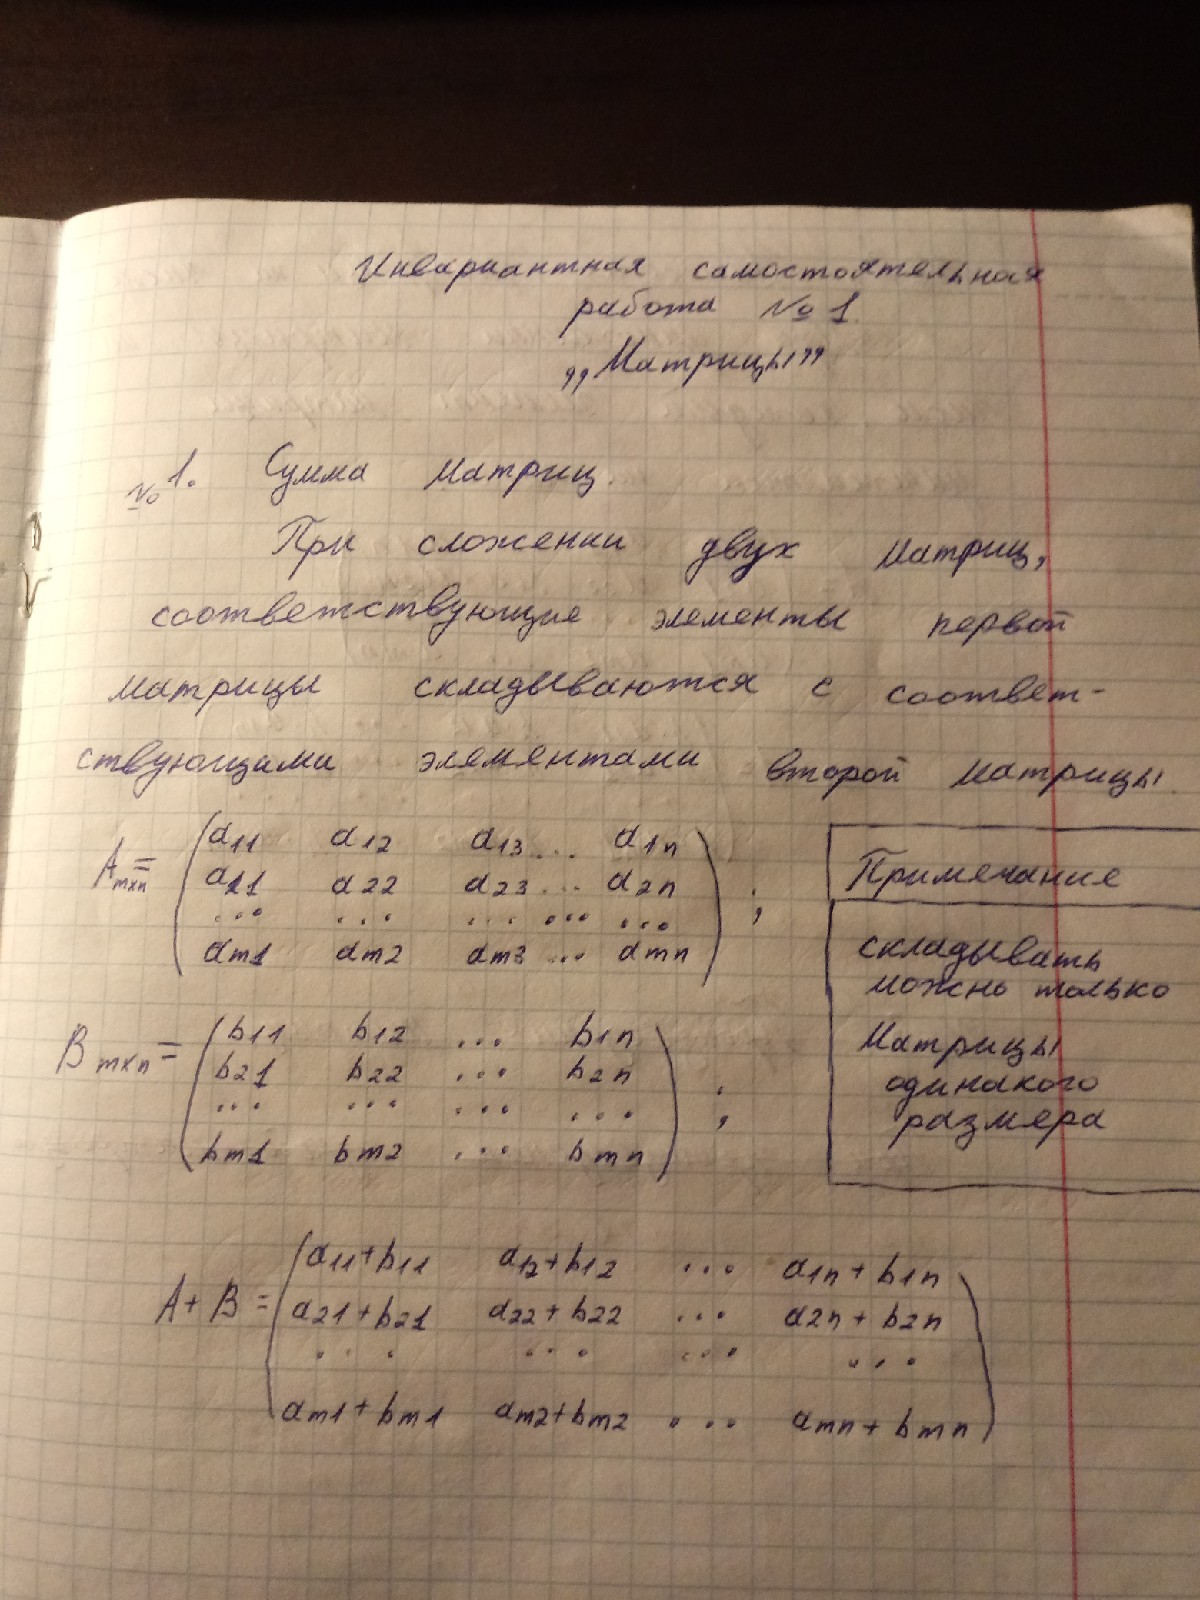 Инвариантная самостоятельная
работа № 1
„Матрицы”
№ 1. Сумма матриц.
При сложении двух матриц,
соответствующие элементы первой
матрицы складываются с соответ-
ствующими элементами второй матрицы
Amxn = (a11 a12 a13 ... a1n
a21 a22 a23 ... a2n
... ... ... ... ...
am1 am2 am3 ... amn) ;
Примечание
складывать
можно только
матрицы
одинакого
размера
Bmxn = (b11 b12 ... b1n
b21 b22 ... b2n
... ... ... ...
bm1 bm2 ... bmn) ;
A + B = (a11+b11 a12+b12 ... a1n+b1n
a21+b21 a22+b22 ... a2n+b2n
... ... ... ...
am1+bm1 am2+bm2 ... amn+bmn)